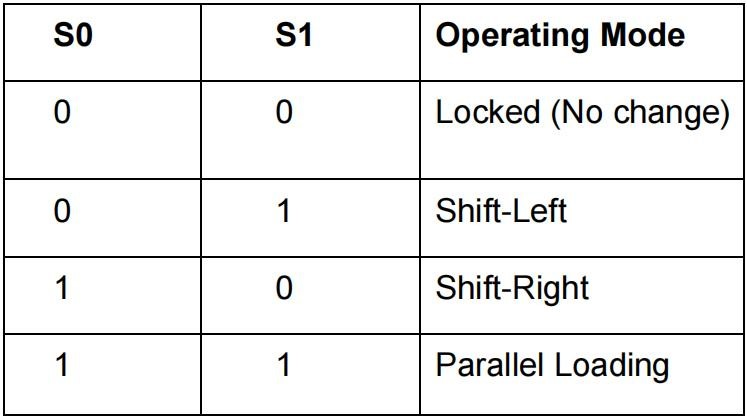 S0 S1 Operating Mode
0 0 Locked (No change)
0 1 Shift-Left
1 0 Shift-Right
1 1 Parallel Loading